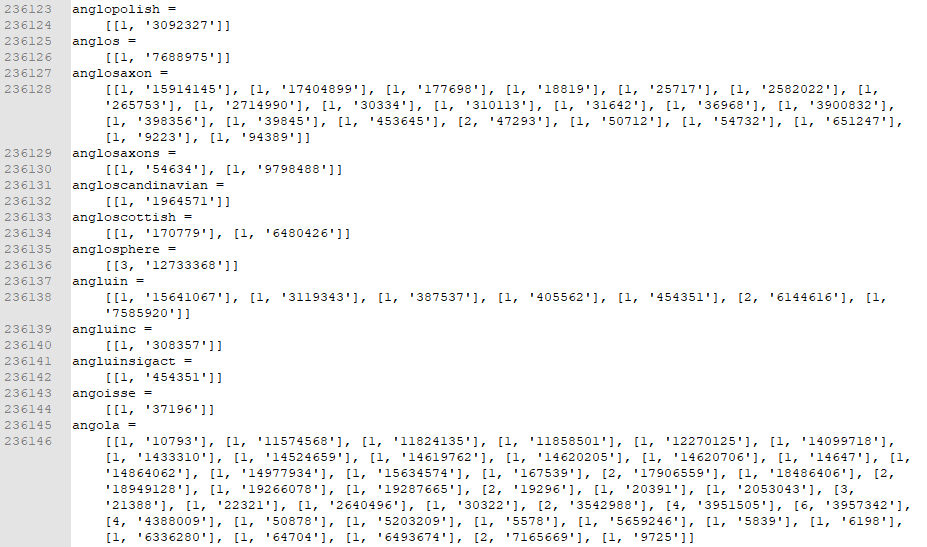 236123 anglopolish =
236124 [[1, '3092327']]
236125 anglos =
236126 [[1, '7688975']]
236127 anglosaxon =
236128 [[1, '15914145'], [1, '17404899'], [1, '177698'], [1, '18819'], [1, '25717'], [1, '2582022'], [1,
'265753'], [1, '2714990'], [1, '30334'], [1, '310113'], [1, '31642'], [1, '36968'], [1, '3900832'],
[1, '398356'], [1, '39845'], [1, '453645'], [2, '47293'], [1, '50712'], [1, '54732'], [1, '651247'],
[1, '9223'], [1, '94389']]
236129 anglosaxons =
236130 [[1, '54634'], [1, '9798488']]
236131 angloscandinavian =
236132 [[1, '1964571']]
236133 angloscottish =
236134 [[1, '170779'], [1, '6480426']]
236135 anglosphere =
236136 [[3, '12733368']]
236137 angluin =
236138 [[1, '15641067'], [1, '3119343'], [1, '387537'], [1, '405562'], [1, '454351'], [2, '6144616'], [1,
'7585920']]
236139 angluinc =
236140 [[1, '308357']]
236141 angluinsigact =
236142 [[1, '454351']]
236143 angoisse =
236144 [[1, '37196']]
236145 angola =
236146 [[1, '10793'], [1, '11574568'], [1, '11824135'], [1, '11858501'], [1, '12270125'], [1, '14099718'],
[1, '1433310'], [1, '14524659'], [1, '14619762'], [1, '14620205'], [1, '14620706'], [1, '14647'], [1,
'14864062'], [1, '14977934'], [1, '15634574'], [1, '167539'], [2, '17906559'], [1, '18486406'], [2,
'18949128'], [1, '19266078'], [1, '19287665'], [2, '19296'], [1, '20391'], [1, '2053043'], [3,
'21388'], [1, '22321'], [1, '2640496'], [1, '30322'], [2, '3542988'], [4, '3951505'], [6, '3957342'],
[4, '4388009'], [1, '50878'], [1, '5203209'], [1, '5578'], [1, '5659246'], [1, '5839'], [1, '6198'],
[1, '6336280'], [1, '64704'], [1, '6493674'], [2, '7165669'], [1, '9725']]